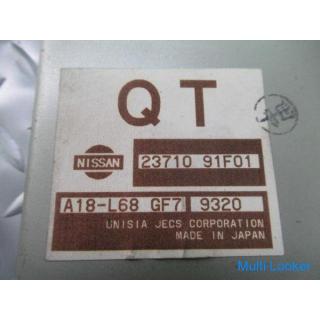 QT
NISSAN
23710 91F01
A18-L68 GF7 9320
UNISIA JECS CORPORATION
MADE IN JAPAN
Multi Looker